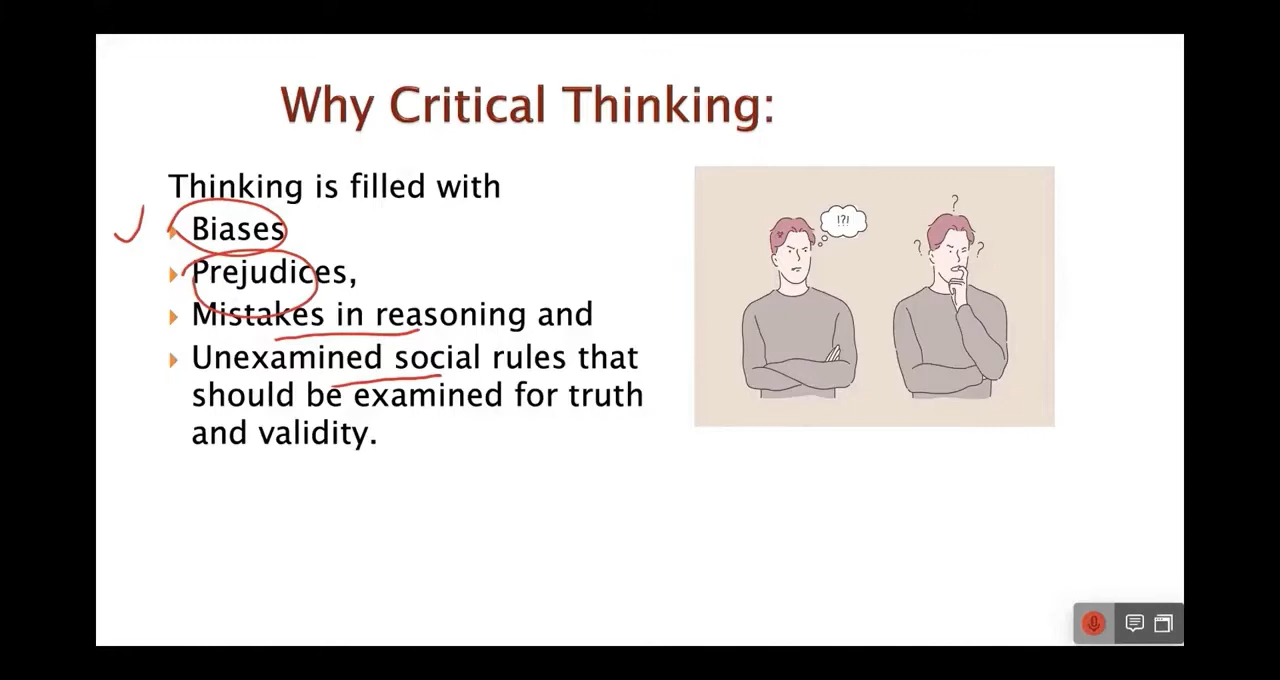 Why Critical Thinking:
Thinking is filled with
Biases
Prejudices,
Mistakes in reasoning and
Unexamined social rules that
should be examined for truth
and validity.
!?!
?
?
?